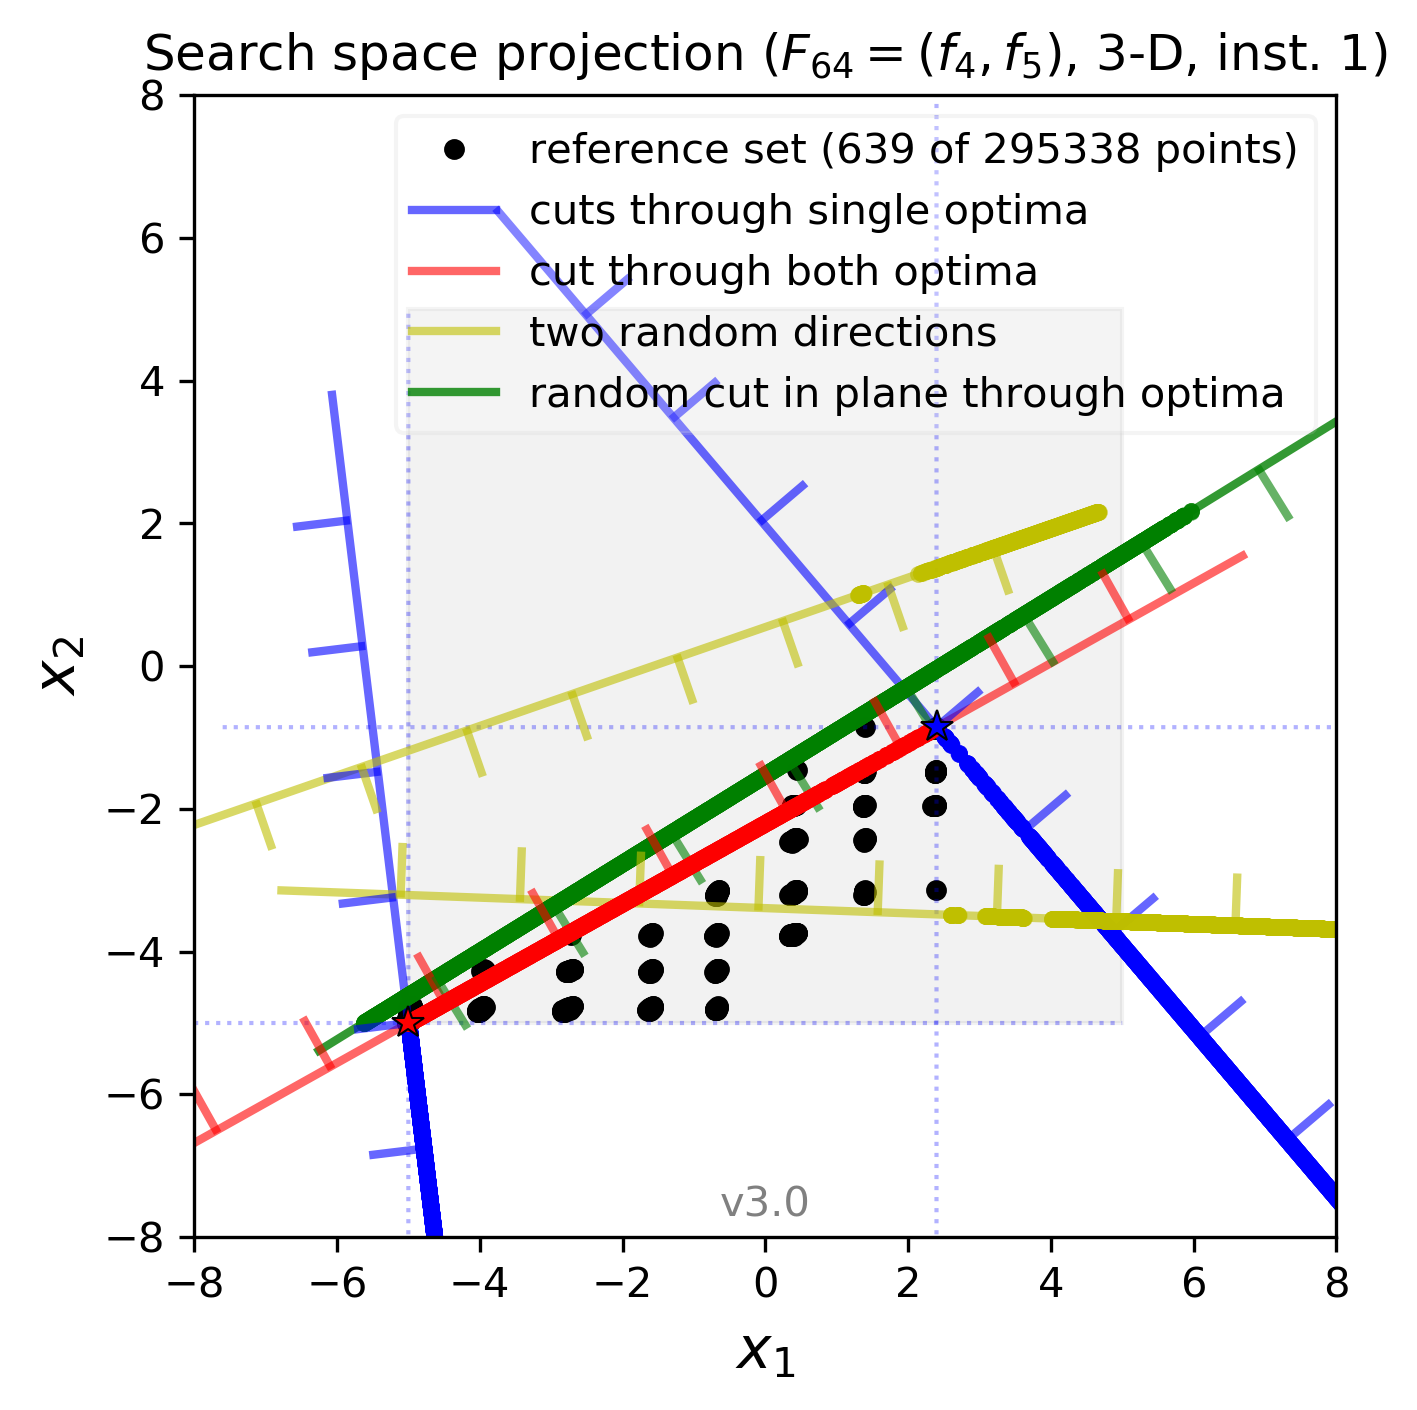 Search space projection (F₆₄ = (f₄, f₅), 3-D, inst. 1)
8
6
4
2
0
−2
−4
−6
−8
x₂
reference set (639 of 295338 points)
cuts through single optima
cut through both optima
two random directions
random cut in plane through optima
v3.0
−8 −6 −4 −2 0 2 4 6 8
x₁